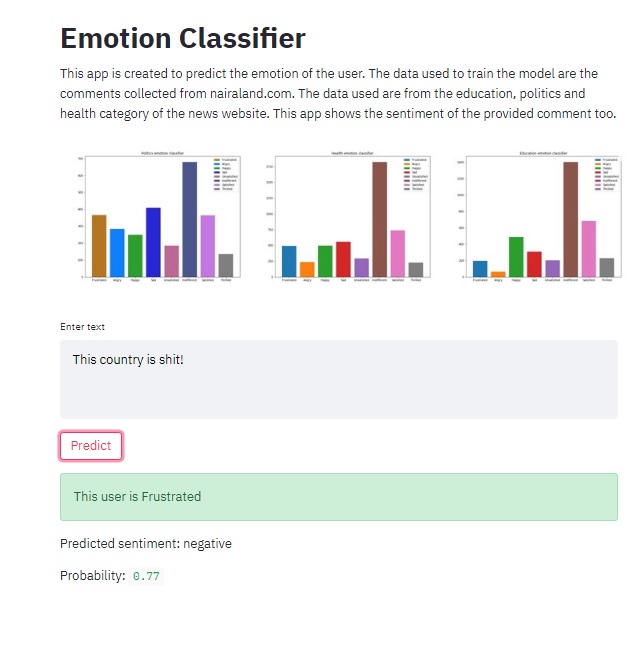 Emotion Classifier
This app is created to predict the emotion of the user. The data used to train the model are the
comments collected from nairaland.com. The data used are from the education, politics and
health category of the news website. This app shows the sentiment of the provided comment too.
Politics emotion classifier
Health emotion classifier
Education emotion classifier
Enter text
This country is shit!
Predict
This user is Frustrated
Predicted sentiment: negative
Probability: 0.77